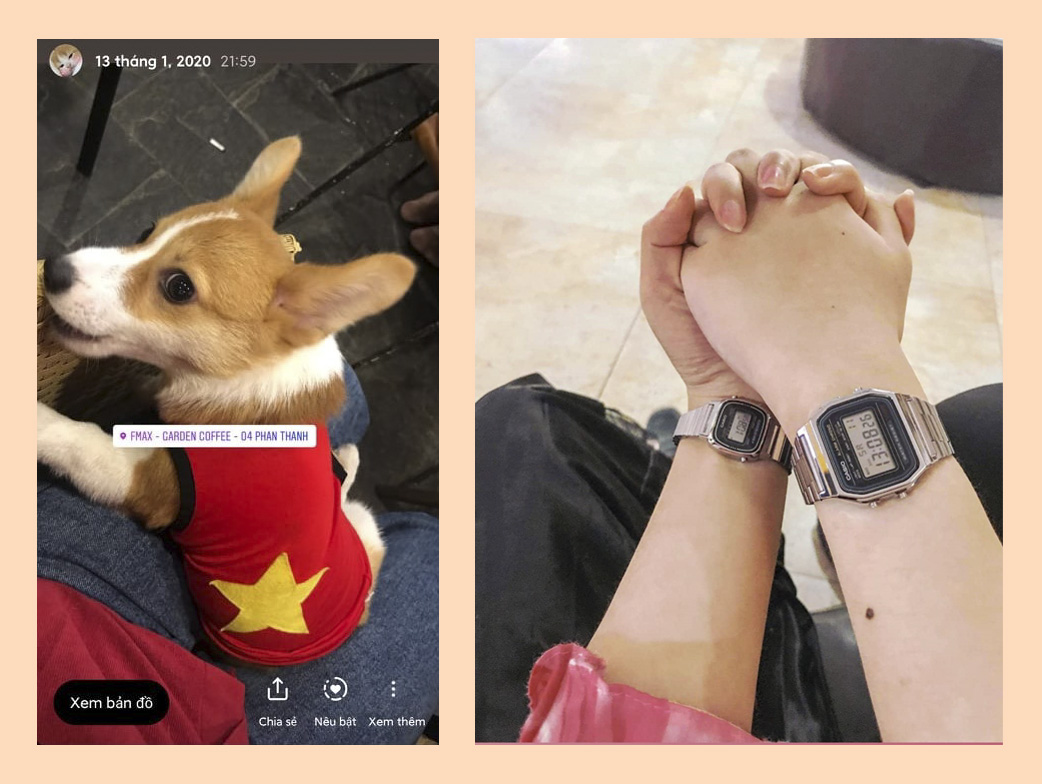 13 tháng 1, 2020 21:59
FMAX - GARDEN COFFEE - 04 PHAN THANH
Xem bản đồ
Chia sẻ
Nêu bật
Xem thêm
CASIO